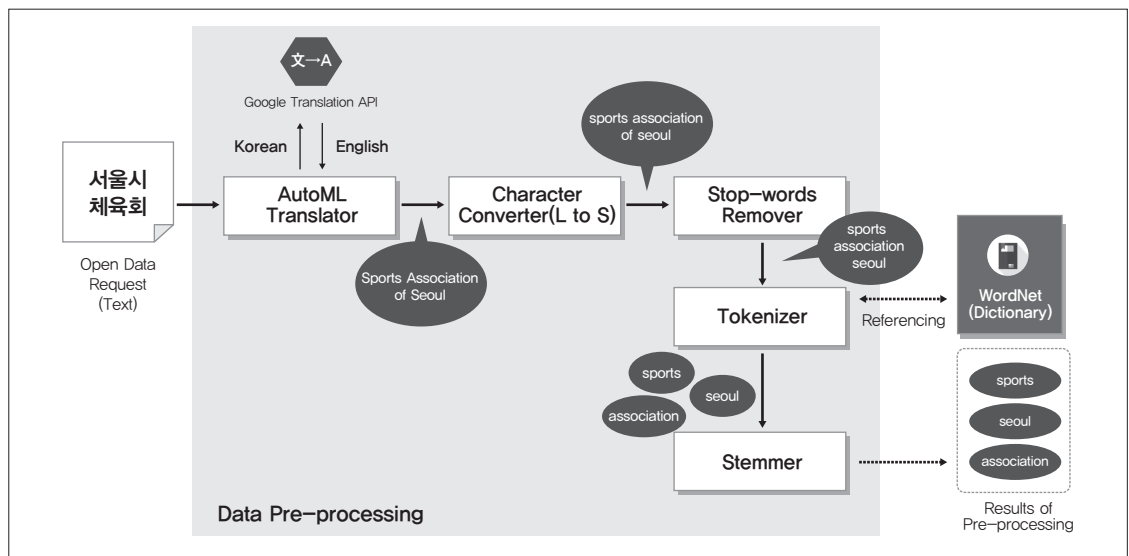 文→A
Google Translation API
Korean
English
서울시
체육회
Open Data
Request
(Text)
AutoML
Translator
Sports Association
of Seoul
Character
Converter(L to S)
sports association
of seoul
Stop-words
Remover
sports
association
seoul
Tokenizer
Referencing
WordNet
(Dictionary)
sports
seoul
association
Stemmer
sports
seoul
association
Results of
Pre-processing
Data Pre-processing